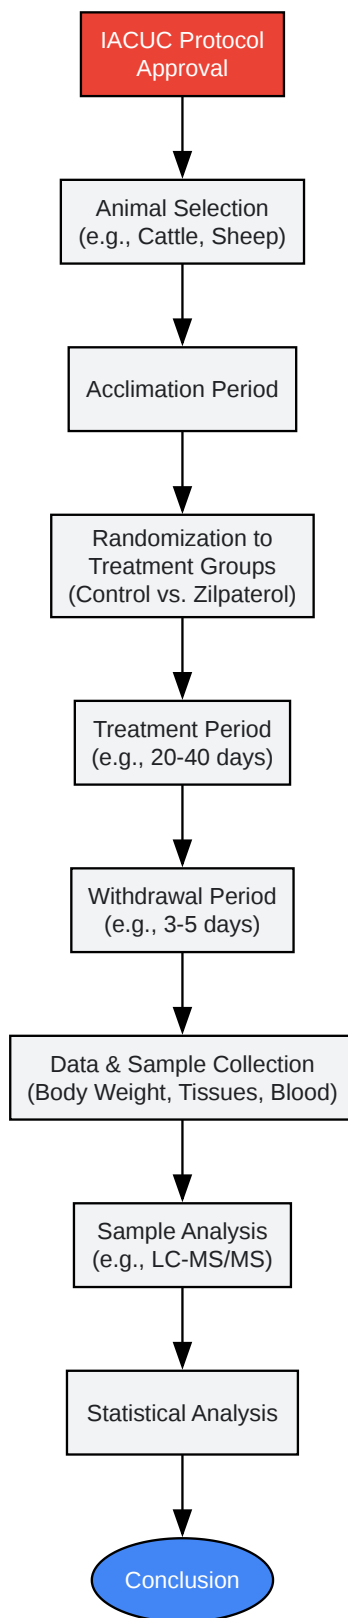 IACUC Protocol
Approval
Animal Selection
(e.g., Cattle, Sheep)
Acclimation Period
Randomization to
Treatment Groups
(Control vs. Zilpaterol)
Treatment Period
(e.g., 20-40 days)
Withdrawal Period
(e.g., 3-5 days)
Data & Sample Collection
(Body Weight, Tissues, Blood)
Sample Analysis
(e.g., LC-MS/MS)
Statistical Analysis
Conclusion